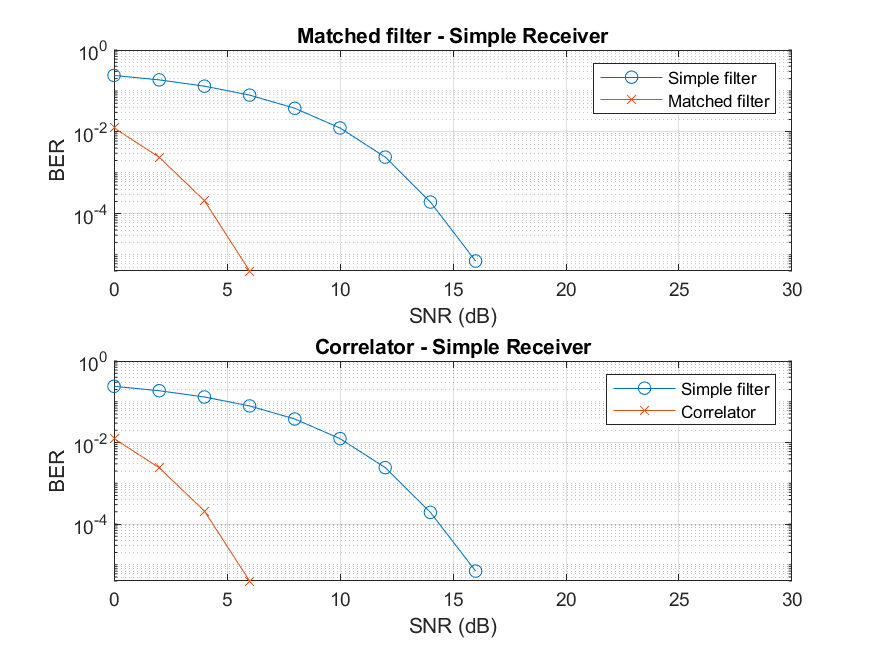 Matched filter - Simple Receiver
10^0
10^-2
10^-4
BER
Simple filter
Matched filter
0 5 10 15 20 25 30
SNR (dB)
Correlator - Simple Receiver
10^0
10^-2
10^-4
BER
Simple filter
Correlator
0 5 10 15 20 25 30
SNR (dB)